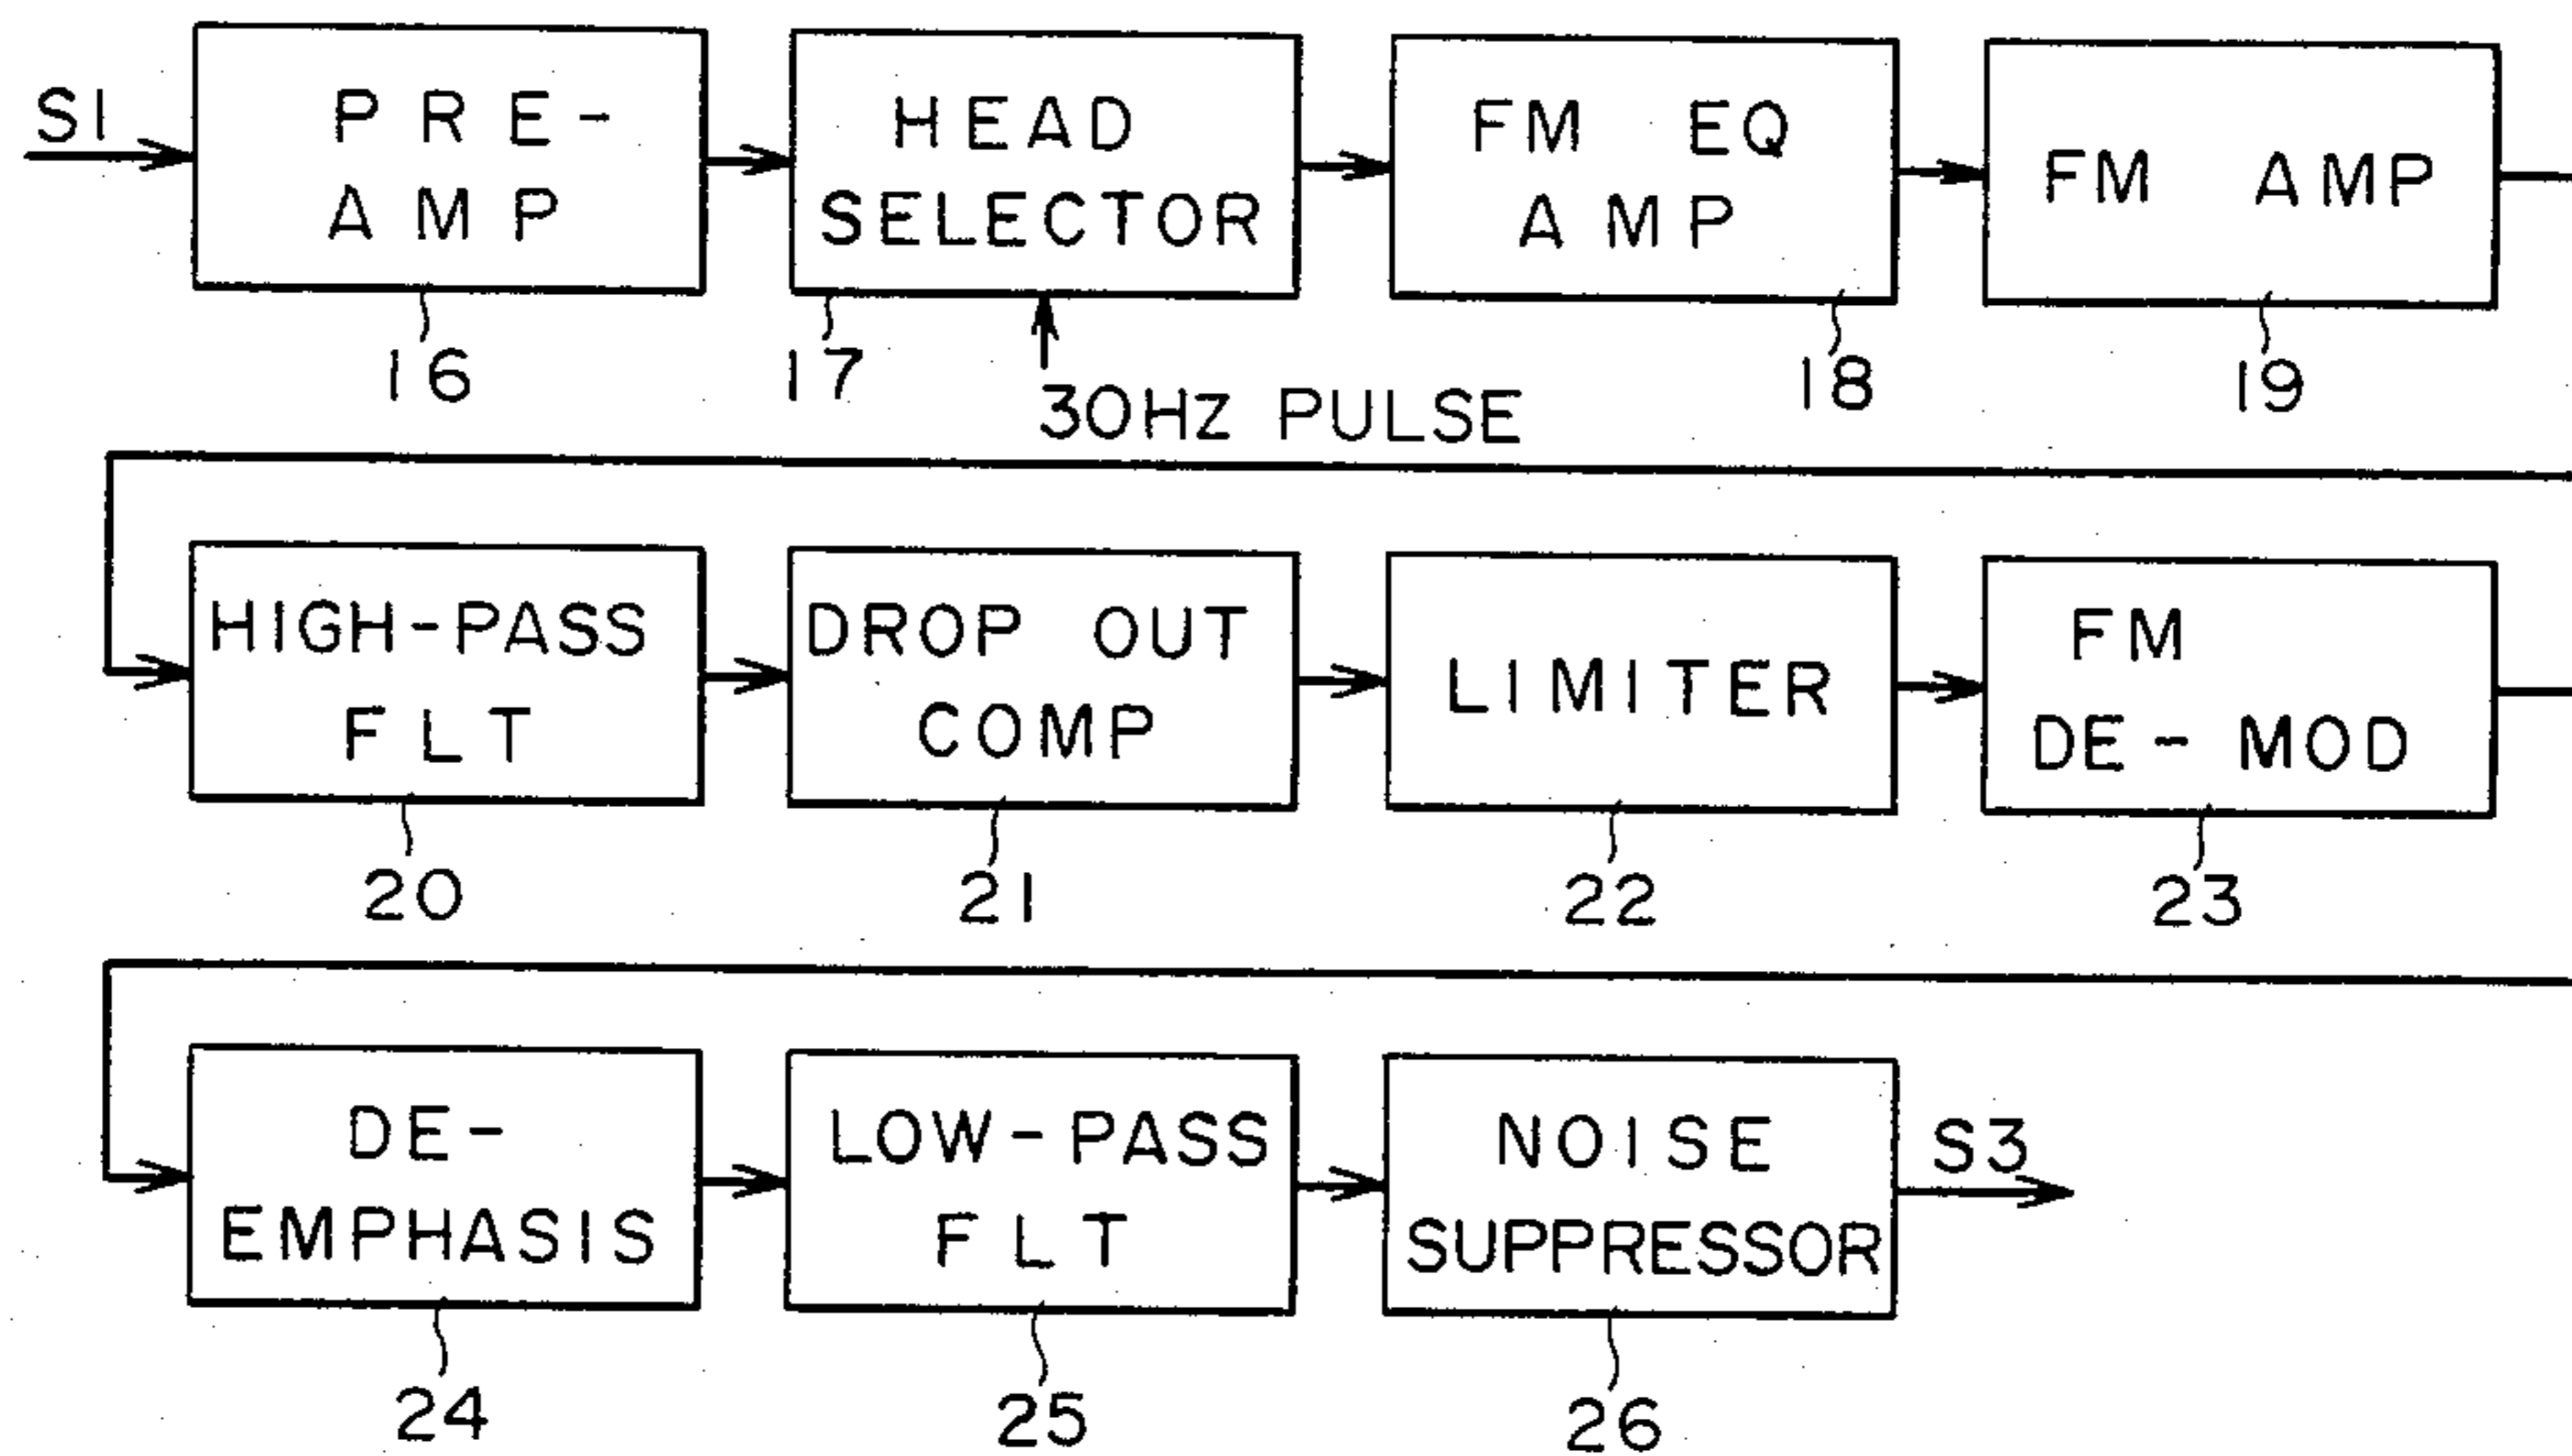 S1
PRE-
AMP
HEAD
SELECTOR
FM EQ
AMP
FM AMP
16
17
30HZ PULSE
18
19
HIGH-PASS
FLT
DROP OUT
COMP
LIMITER
FM
DE-MOD
20
21
22
23
DE-
EMPHASIS
LOW-PASS
FLT
NOISE
SUPPRESSOR
S3
24
25
26